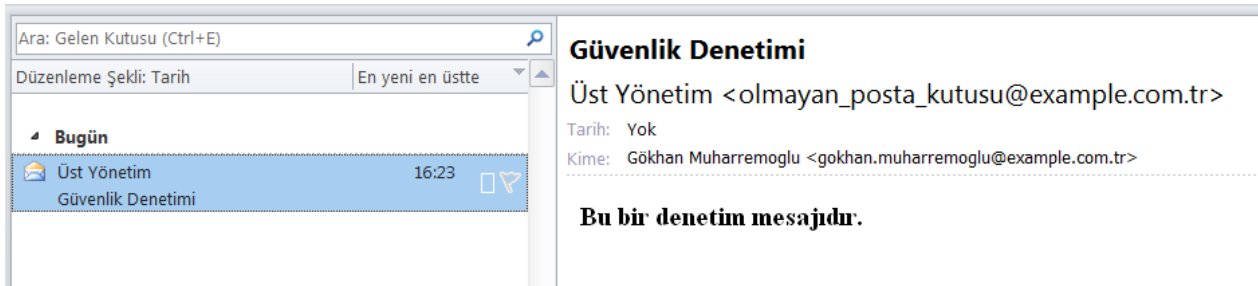 Ara: Gelen Kutusu (Ctrl+E)
Düzenleme Şekli: Tarih En yeni en üstte
Bugün
Üst Yönetim 16:23
Güvenlik Denetimi
Güvenlik Denetimi
Üst Yönetim <olmayan_posta_kutusu@example.com.tr>
Tarih: Yok
Kime: Gökhan Muharremoglu <gokhan.muharremoglu@example.com.tr>
Bu bir denetim mesajıdır.